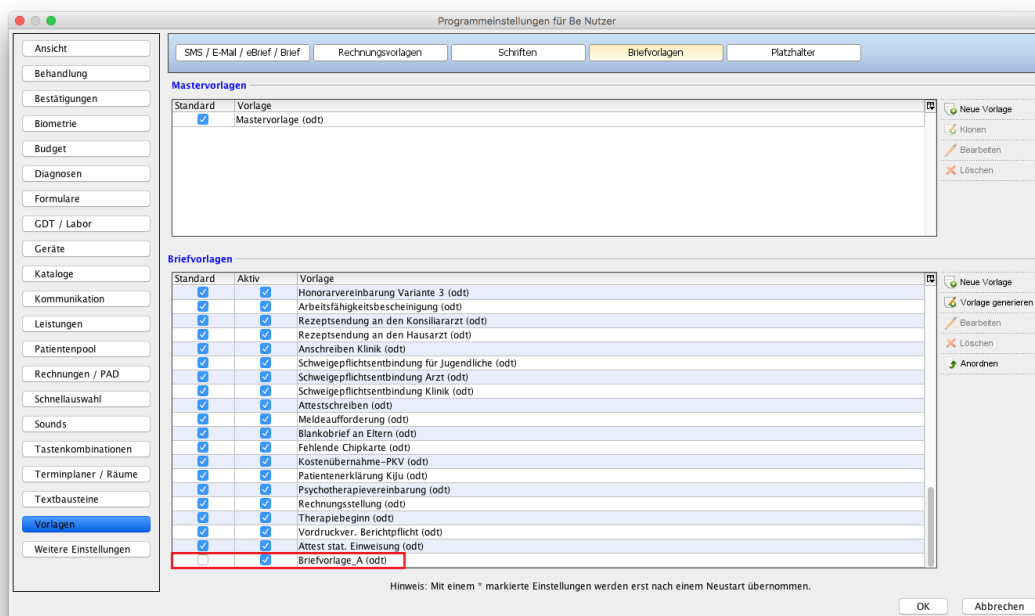 Programmeinstellungen für Be Nutzer
Ansicht
Behandlung
Bestätigungen
Biometrie
Budget
Diagnosen
Formulare
GDT / Labor
Geräte
Kataloge
Kommunikation
Leistungen
Patientenpool
Rechnungen / PAD
Schnellauswahl
Sounds
Tastenkombinationen
Terminplaner / Räume
Textbausteine
Vorlagen
Weitere Einstellungen
SMS / E-Mail / eBrief / Brief Rechnungsvorlagen Schriften Briefvorlagen Platzhalter
Mastervorlagen
Standard Vorlage
Mastervorlage (odt)
Neue Vorlage
Klonen
Bearbeiten
Löschen
Briefvorlagen
Standard Aktiv Vorlage
Honorarvereinbarung Variante 3 (odt)
Arbeitsfähigkeitsbescheinigung (odt)
Rezeptsendung an den Konsiliararzt (odt)
Rezeptsendung an den Hausarzt (odt)
Anschreiben Klinik (odt)
Schweigepflichtsentbindung für Jugendliche (odt)
Schweigepflichtsentbindung Arzt (odt)
Schweigepflichtsentbindung Klinik (odt)
Attestschreiben (odt)
Meldeaufforderung (odt)
Blankobrief an Eltern (odt)
Fehlende Chipkarte (odt)
Kostenübernahme-PKV (odt)
Patientenerklärung KiJu (odt)
Psychotherapievereinbarung (odt)
Rechnungsstellung (odt)
Therapiebeginn (odt)
Vordruckver. Berichtpflicht (odt)
Attest stat. Einweisung (odt)
Briefvorlage_A (odt)
Neue Vorlage
Vorlage generieren
Bearbeiten
Löschen
Anordnen
Hinweis: Mit einem * markierte Einstellungen werden erst nach einem Neustart übernommen.
OK Abbrechen